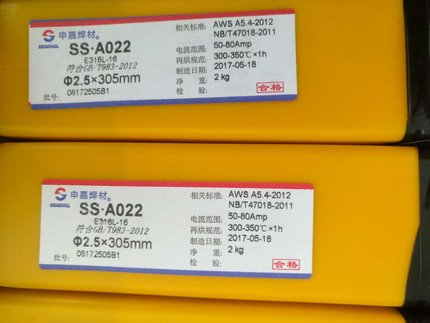 申嘉焊材
SEAGULL
SS·A022
E316L-16
符合GB/T983-2012
Φ2.5×305mm
批号: 08172505B1
相关标准: AWS A5.4-2012
NB/T47018-2011
电流范围: 50-80Amp
再烘规范: 300-350℃×1h
制造日期: 2017-05-18
净 重: 2 kg
检 验: 合格
申嘉焊材
SEAGULL
SS·A022
E316L-16
符合GB/T983-2012
Φ2.5×305mm
批号: 08172505B1
相关标准: AWS A5.4-2012
NB/T47018-2011
电流范围: 50-80Amp
再烘规范: 300-350℃×1h
制造日期: 2017-05-18
净 重: 2 kg
检 验: 合格